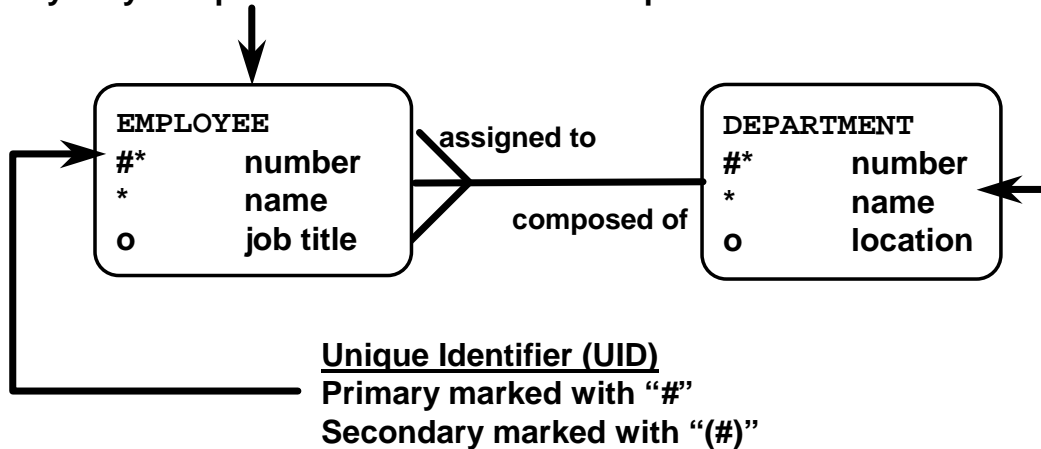 EMPLOYEE
#* number
* name
o job title
assigned to
composed of
DEPARTMENT
#* number
* name
o location
Unique Identifier (UID)
Primary marked with “#”
Secondary marked with “(#)”